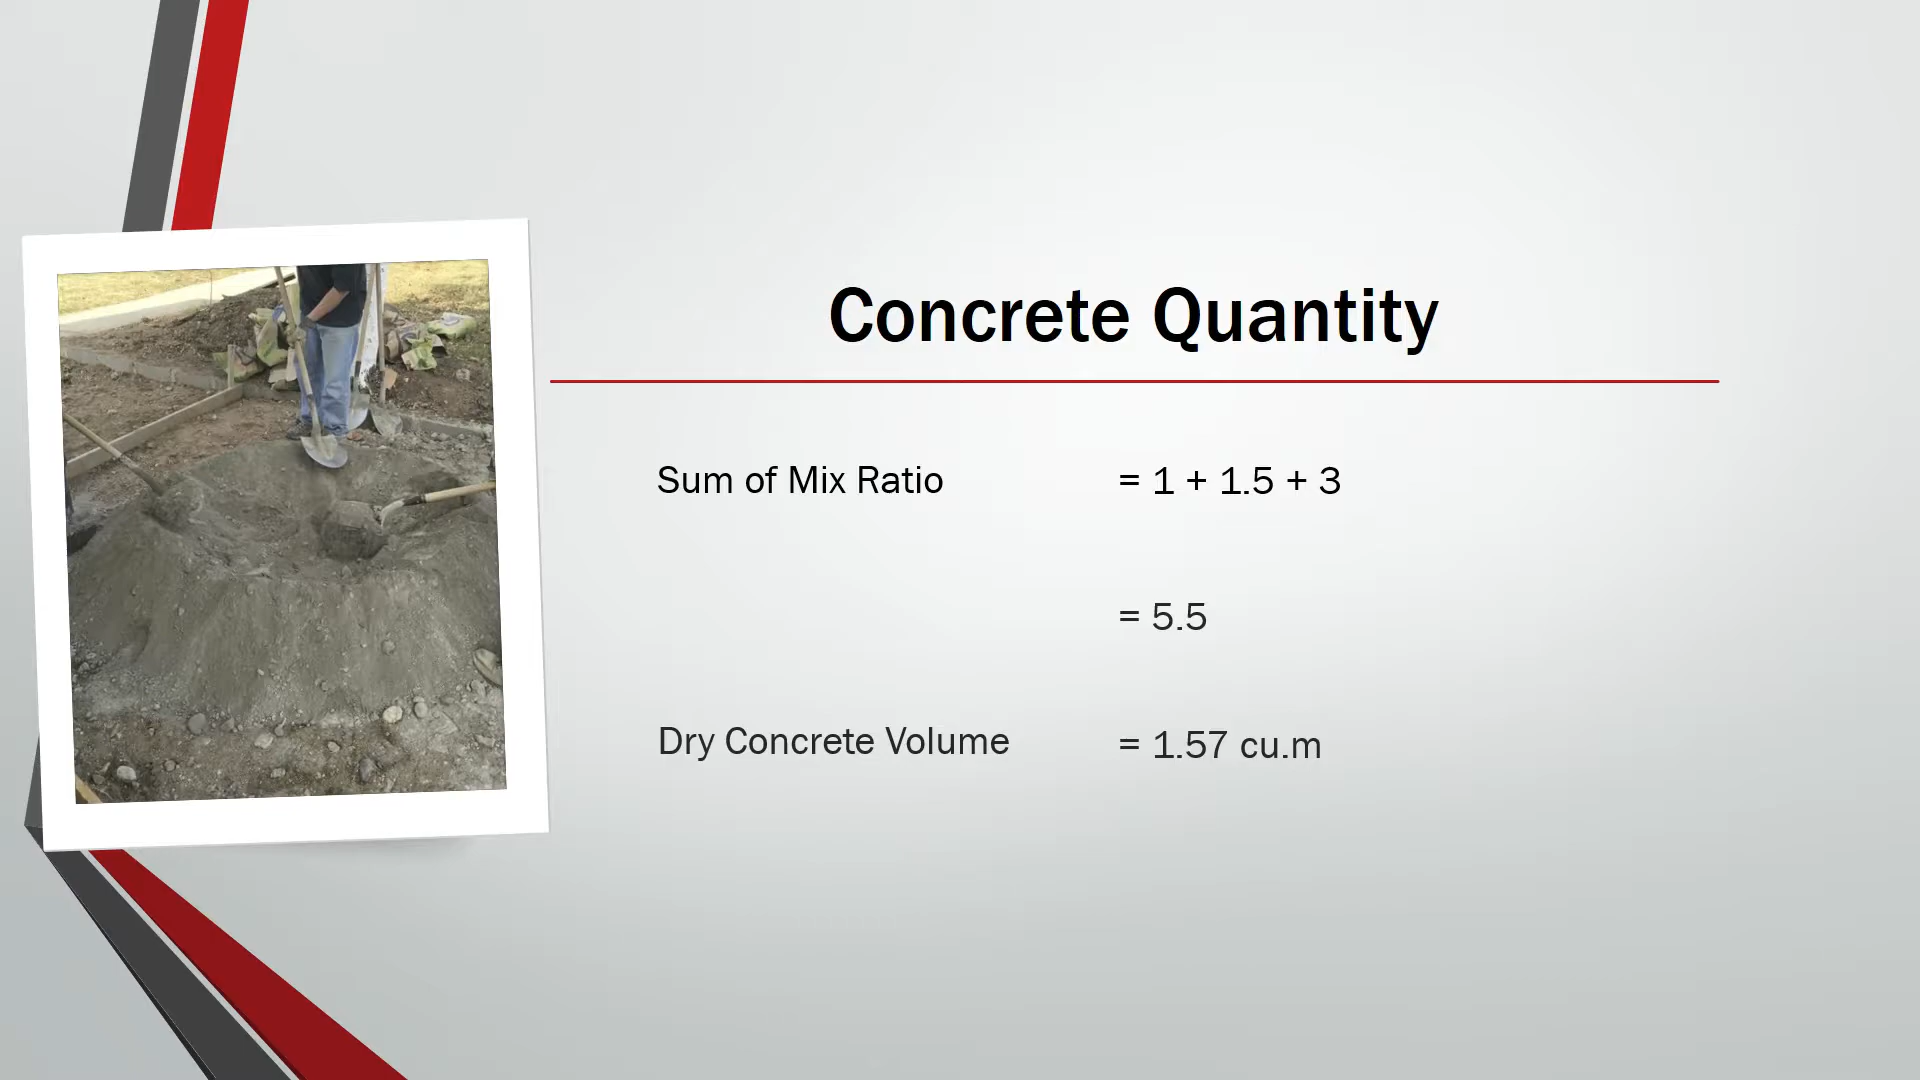 Concrete Quantity
Sum of Mix Ratio = 1 + 1.5 + 3
= 5.5
Dry Concrete Volume = 1.57 cu.m